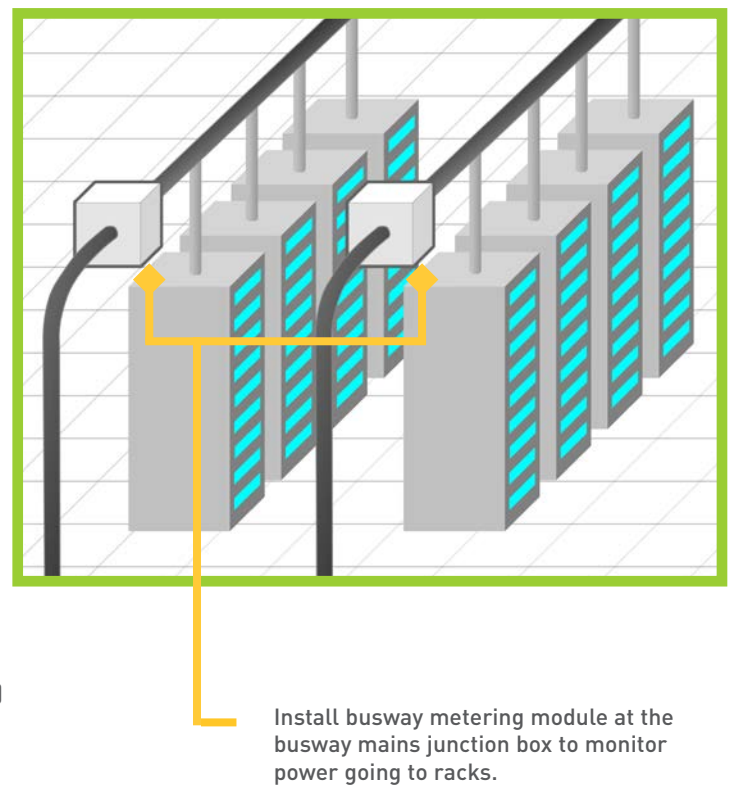 Install busway metering module at the
busway mains junction box to monitor
power going to racks.